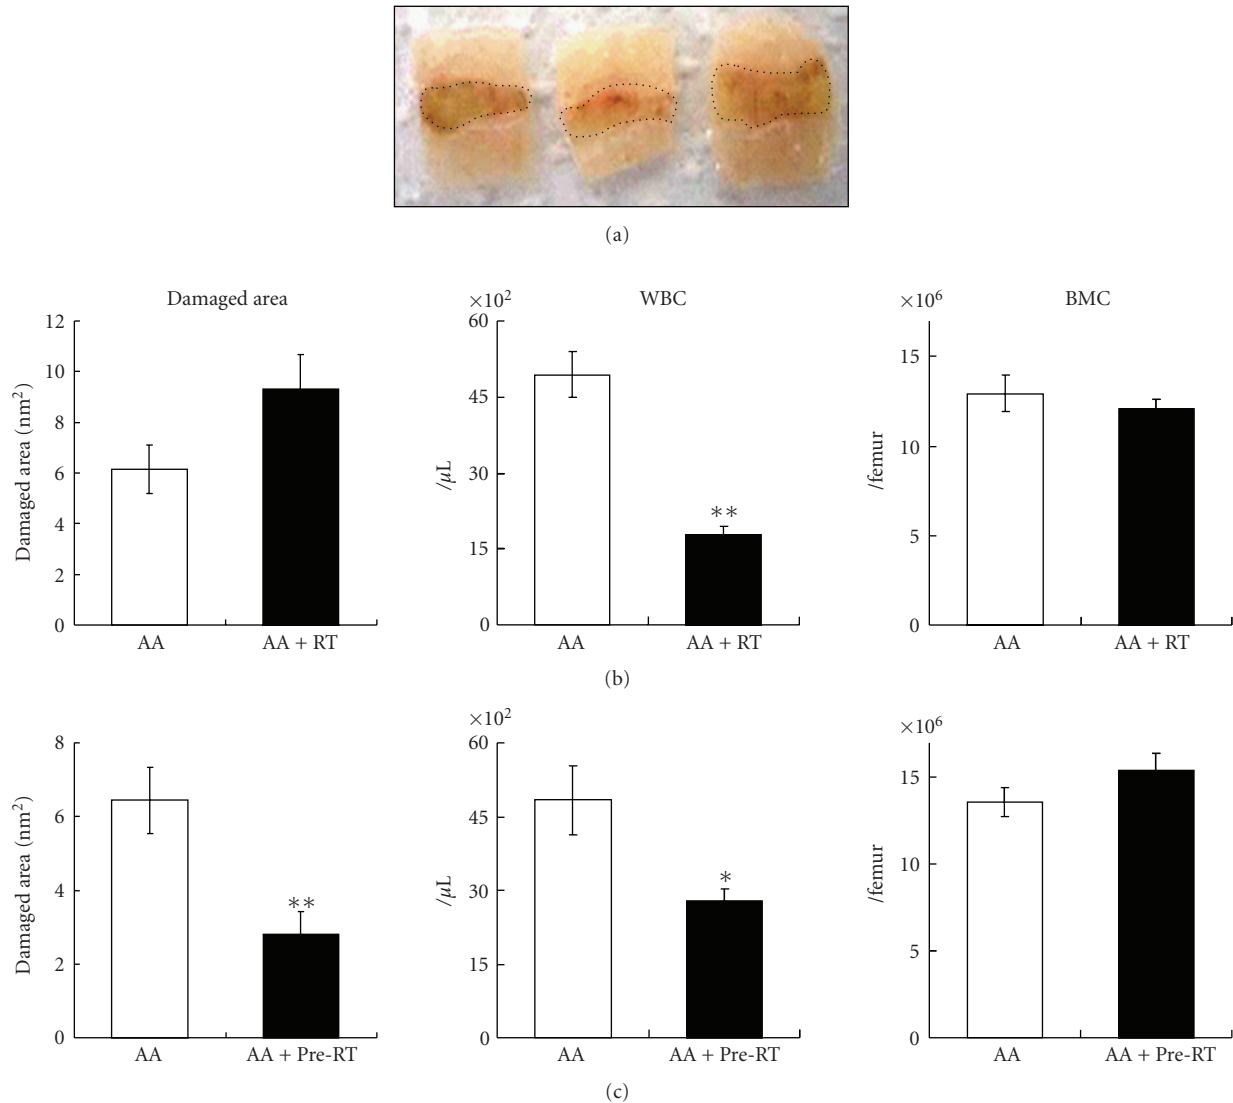 (a)
Damaged area
Damaged area (nm²)
12
10
8
6
4
2
0
AA
AA + RT
WBC
×10²
/µL
60
45
30
15
0
**
AA
AA + RT
BMC
×10⁶
/femur
15
10
5
0
AA
AA + RT
(b)
Damaged area (nm²)
8
6
4
2
0
**
AA
AA + Pre-RT
×10²
/µL
60
45
30
15
0
*
AA
AA + Pre-RT
×10⁶
/femur
15
10
5
0
AA
AA + Pre-RT
(c)